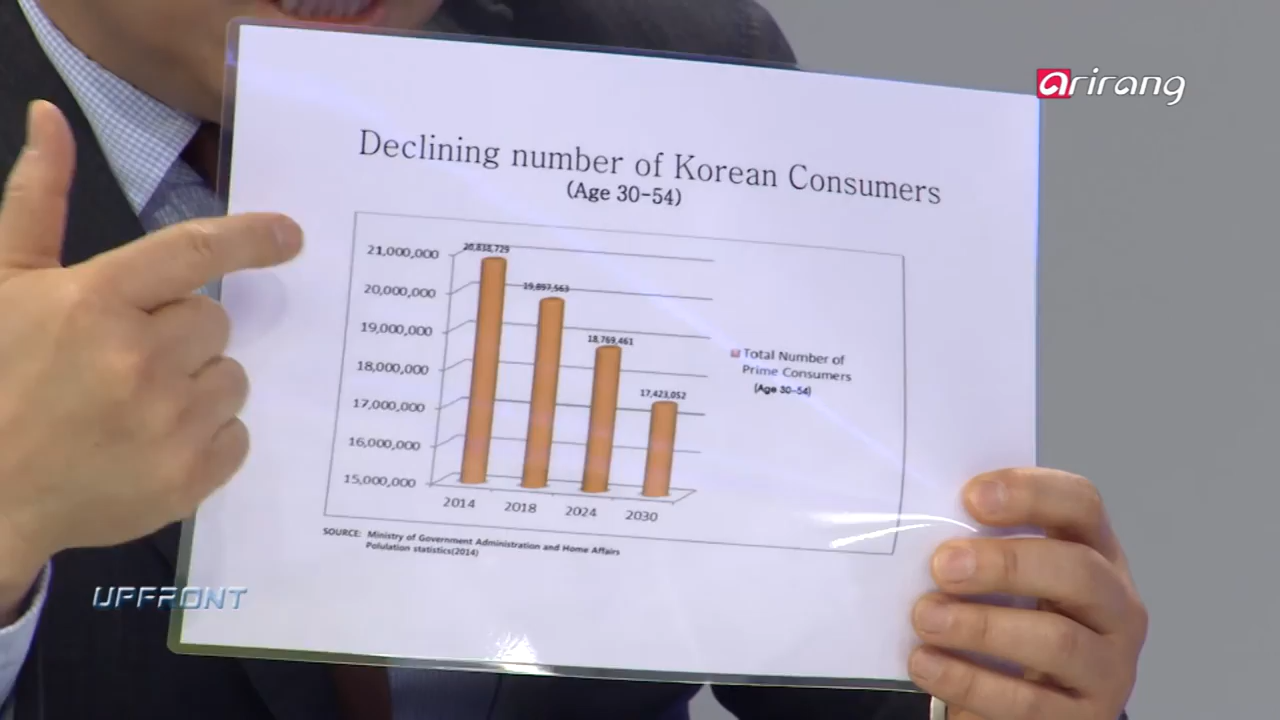 arirang
Declining number of Korean Consumers
(Age 30-54)
21,000,000
20,000,000
19,000,000
18,000,000
17,000,000
16,000,000
15,000,000
20,838,729
19,897,563
18,769,461
17,423,052
2014 2018 2024 2030
Total Number of
Prime Consumers
(Age 30-54)
SOURCE: Ministry of Government Administration and Home Affairs
Polulation statistics(2014)
UPFRONT